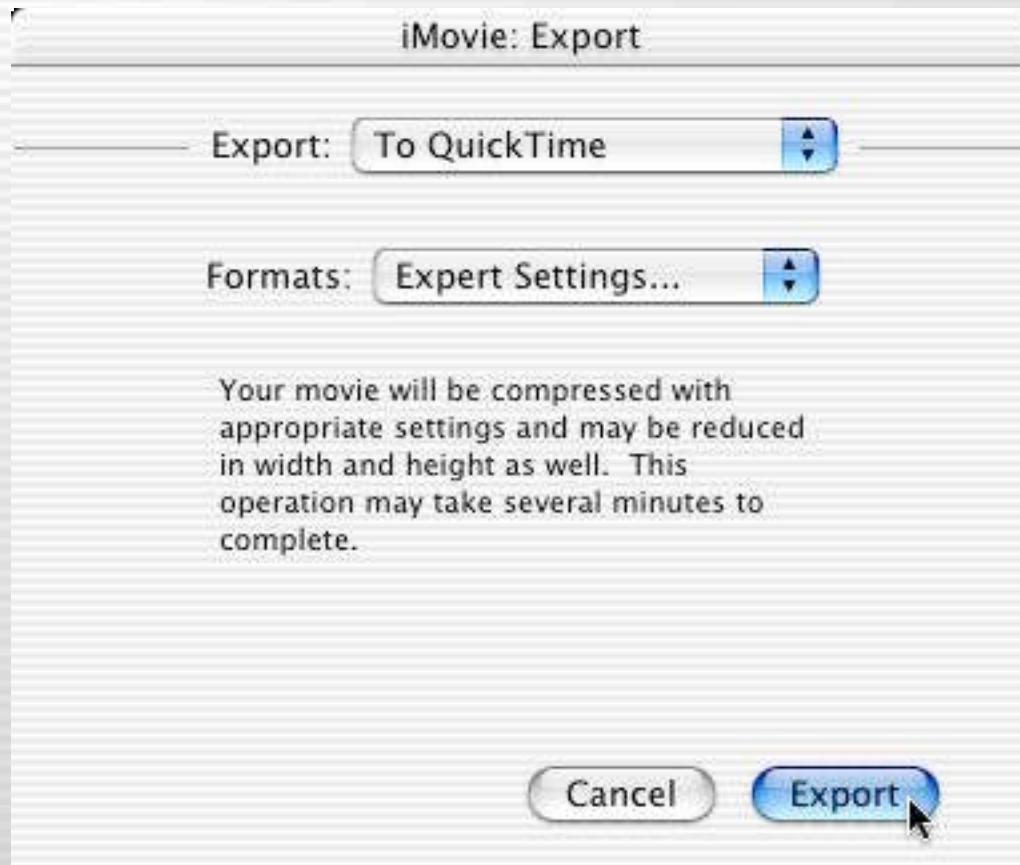 iMovie: Export
Export: To QuickTime
Formats: Expert Settings...
Your movie will be compressed with
appropriate settings and may be reduced
in width and height as well. This
operation may take several minutes to
complete.
Cancel Export